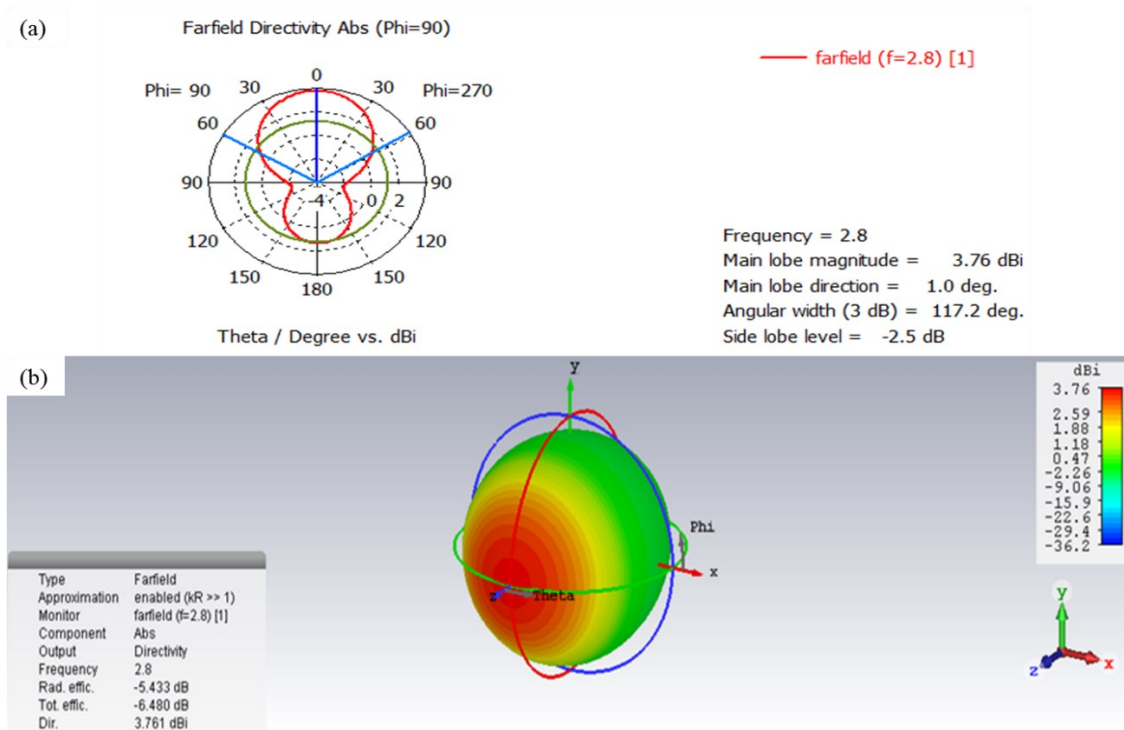 (a)
Farfield Directivity Abs (Phi=90)
farfield (f=2.8) [1]
0
30 30
Phi= 90 Phi=270
60 60
90 -4 0 2 90
120 120
150 150
180
Theta / Degree vs. dBi
Frequency = 2.8
Main lobe magnitude = 3.76 dBi
Main lobe direction = 1.0 deg.
Angular width (3 dB) = 117.2 deg.
Side lobe level = -2.5 dB
(b)
y
Phi
x
z Theta
dBi
3.76
2.59
1.88
1.18
0.47
-2.26
-9.06
-15.9
-22.6
-29.4
-36.2
y
z x
Type Farfield
Approximation enabled (kR >> 1)
Monitor farfield (f=2.8) [1]
Component Abs
Output Directivity
Frequency 2.8
Rad. effic. -5.433 dB
Tot. effic. -6.480 dB
Dir. 3.761 dBi